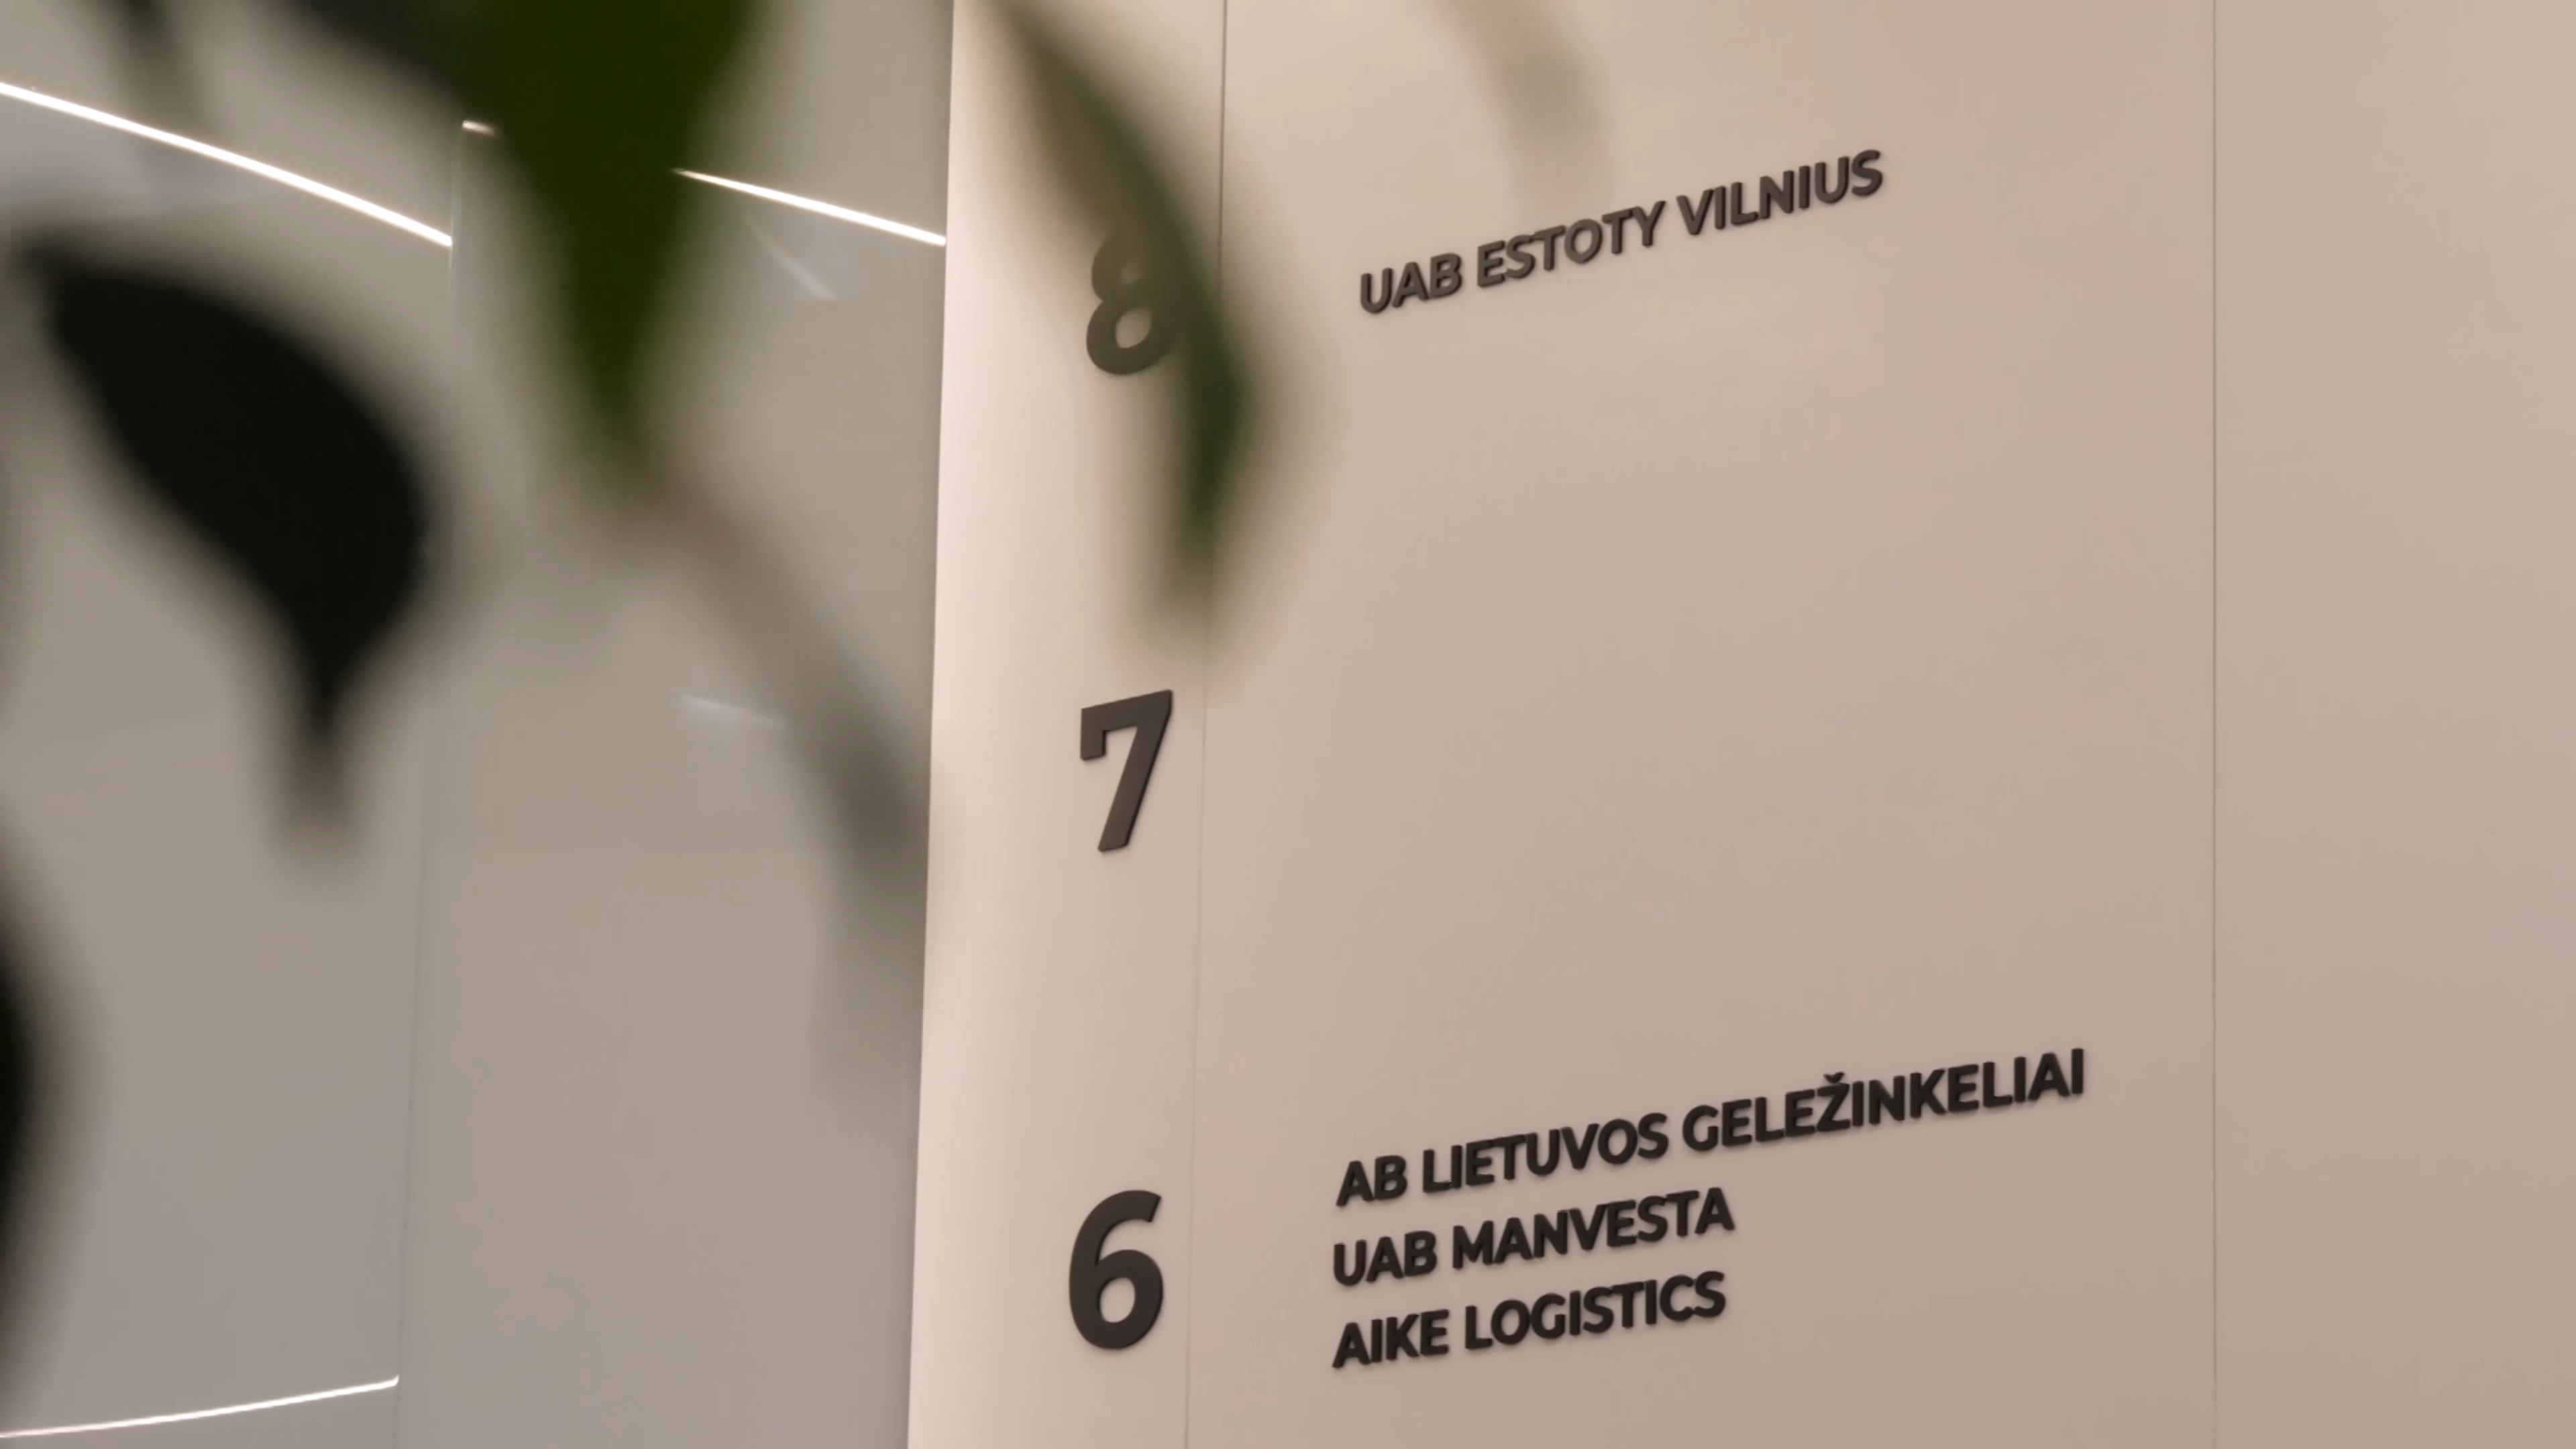 8 UAB ESTOTY VILNIUS
7
AB LIETUVOS GELEŽINKELIAI
6 UAB MANVESTA
AIKE LOGISTICS